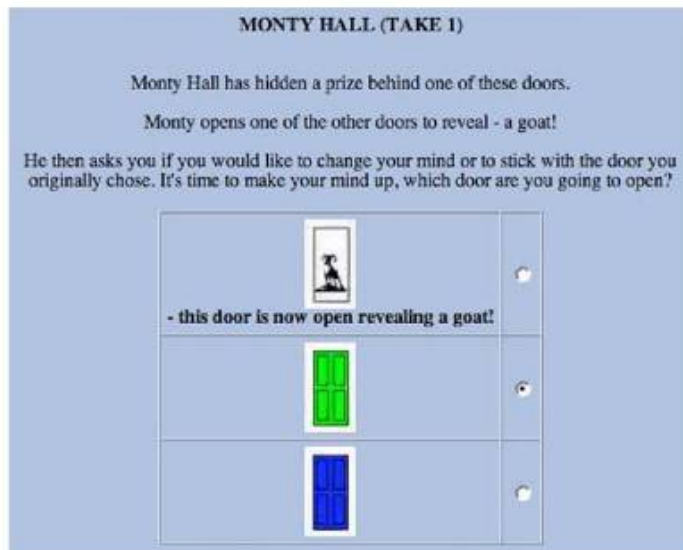 MONTY HALL (TAKE 1)
Monty Hall has hidden a prize behind one of these doors.
Monty opens one of the other doors to reveal - a goat!
He then asks you if you would like to change your mind or to stick with the door you
originally chose. It's time to make your mind up, which door are you going to open?
- this door is now open revealing a goat!